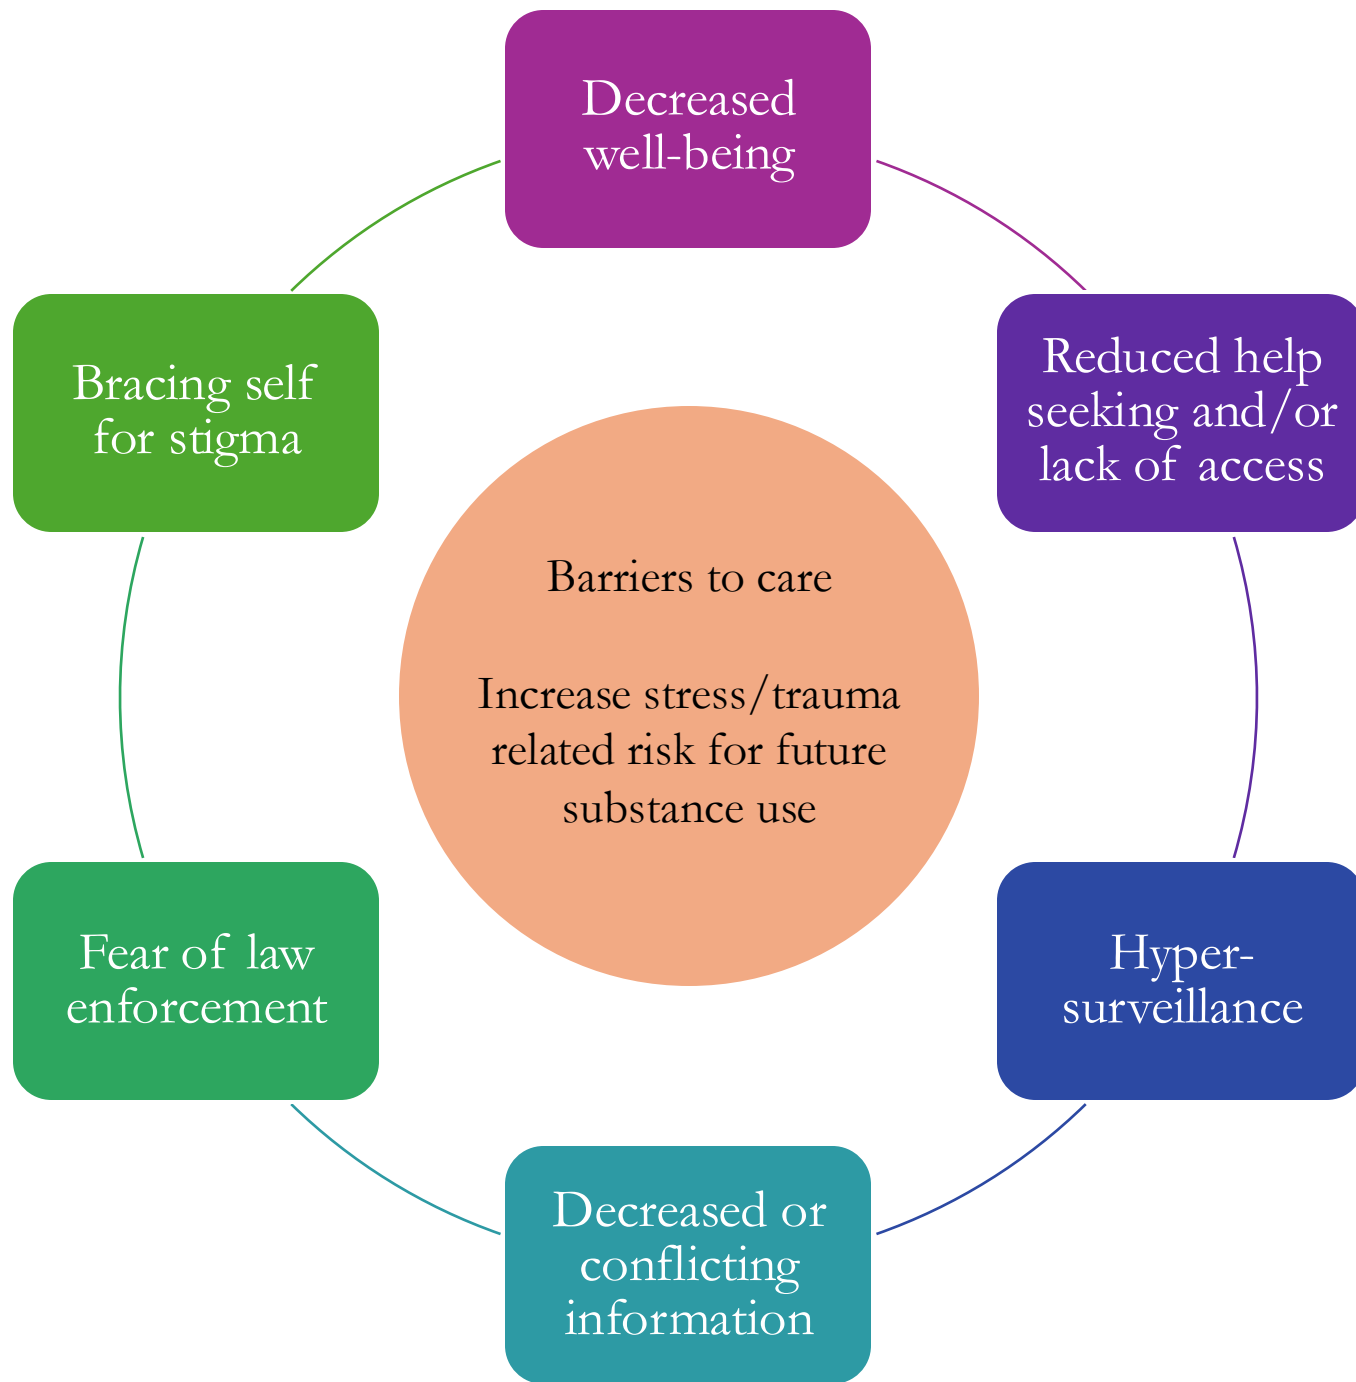 Decreased
well-being
Reduced help
seeking and/or
lack of access
Hyper-
surveillance
Decreased or
conflicting
information
Fear of law
enforcement
Bracing self
for stigma
Barriers to care
Increase stress/trauma
related risk for future
substance use